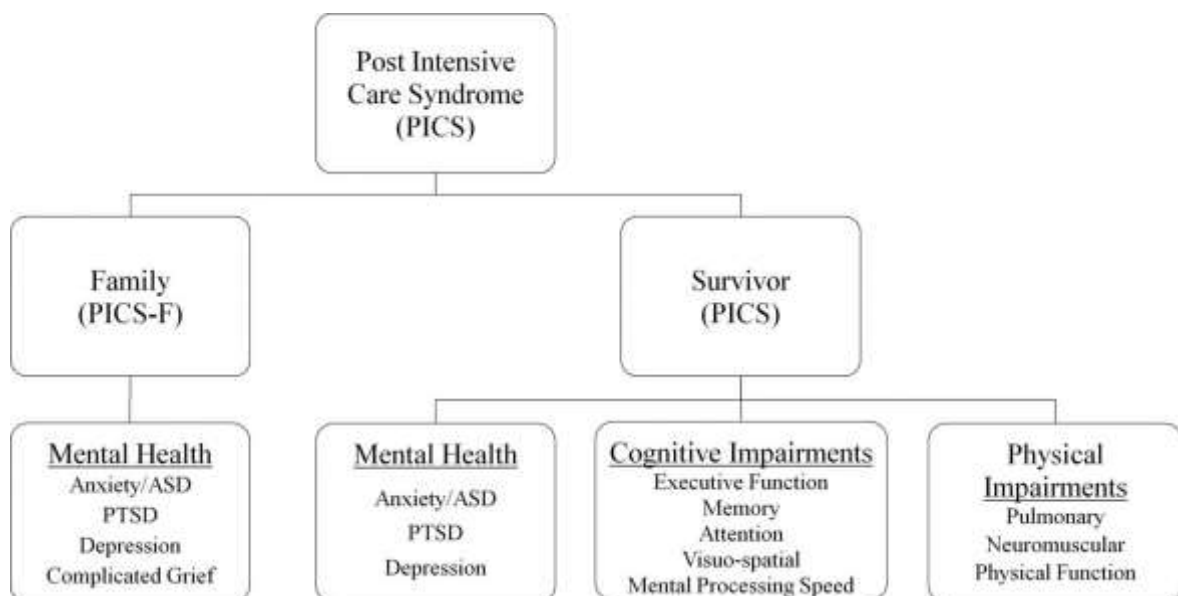 Post Intensive
Care Syndrome
(PICS)
Family
(PICS-F)
Survivor
(PICS)
Mental Health
Anxiety/ASD
PTSD
Depression
Complicated Grief
Mental Health
Anxiety/ASD
PTSD
Depression
Cognitive Impairments
Executive Function
Memory
Attention
Visuo-spatial
Mental Processing Speed
Physical
Impairments
Pulmonary
Neuromuscular
Physical Function